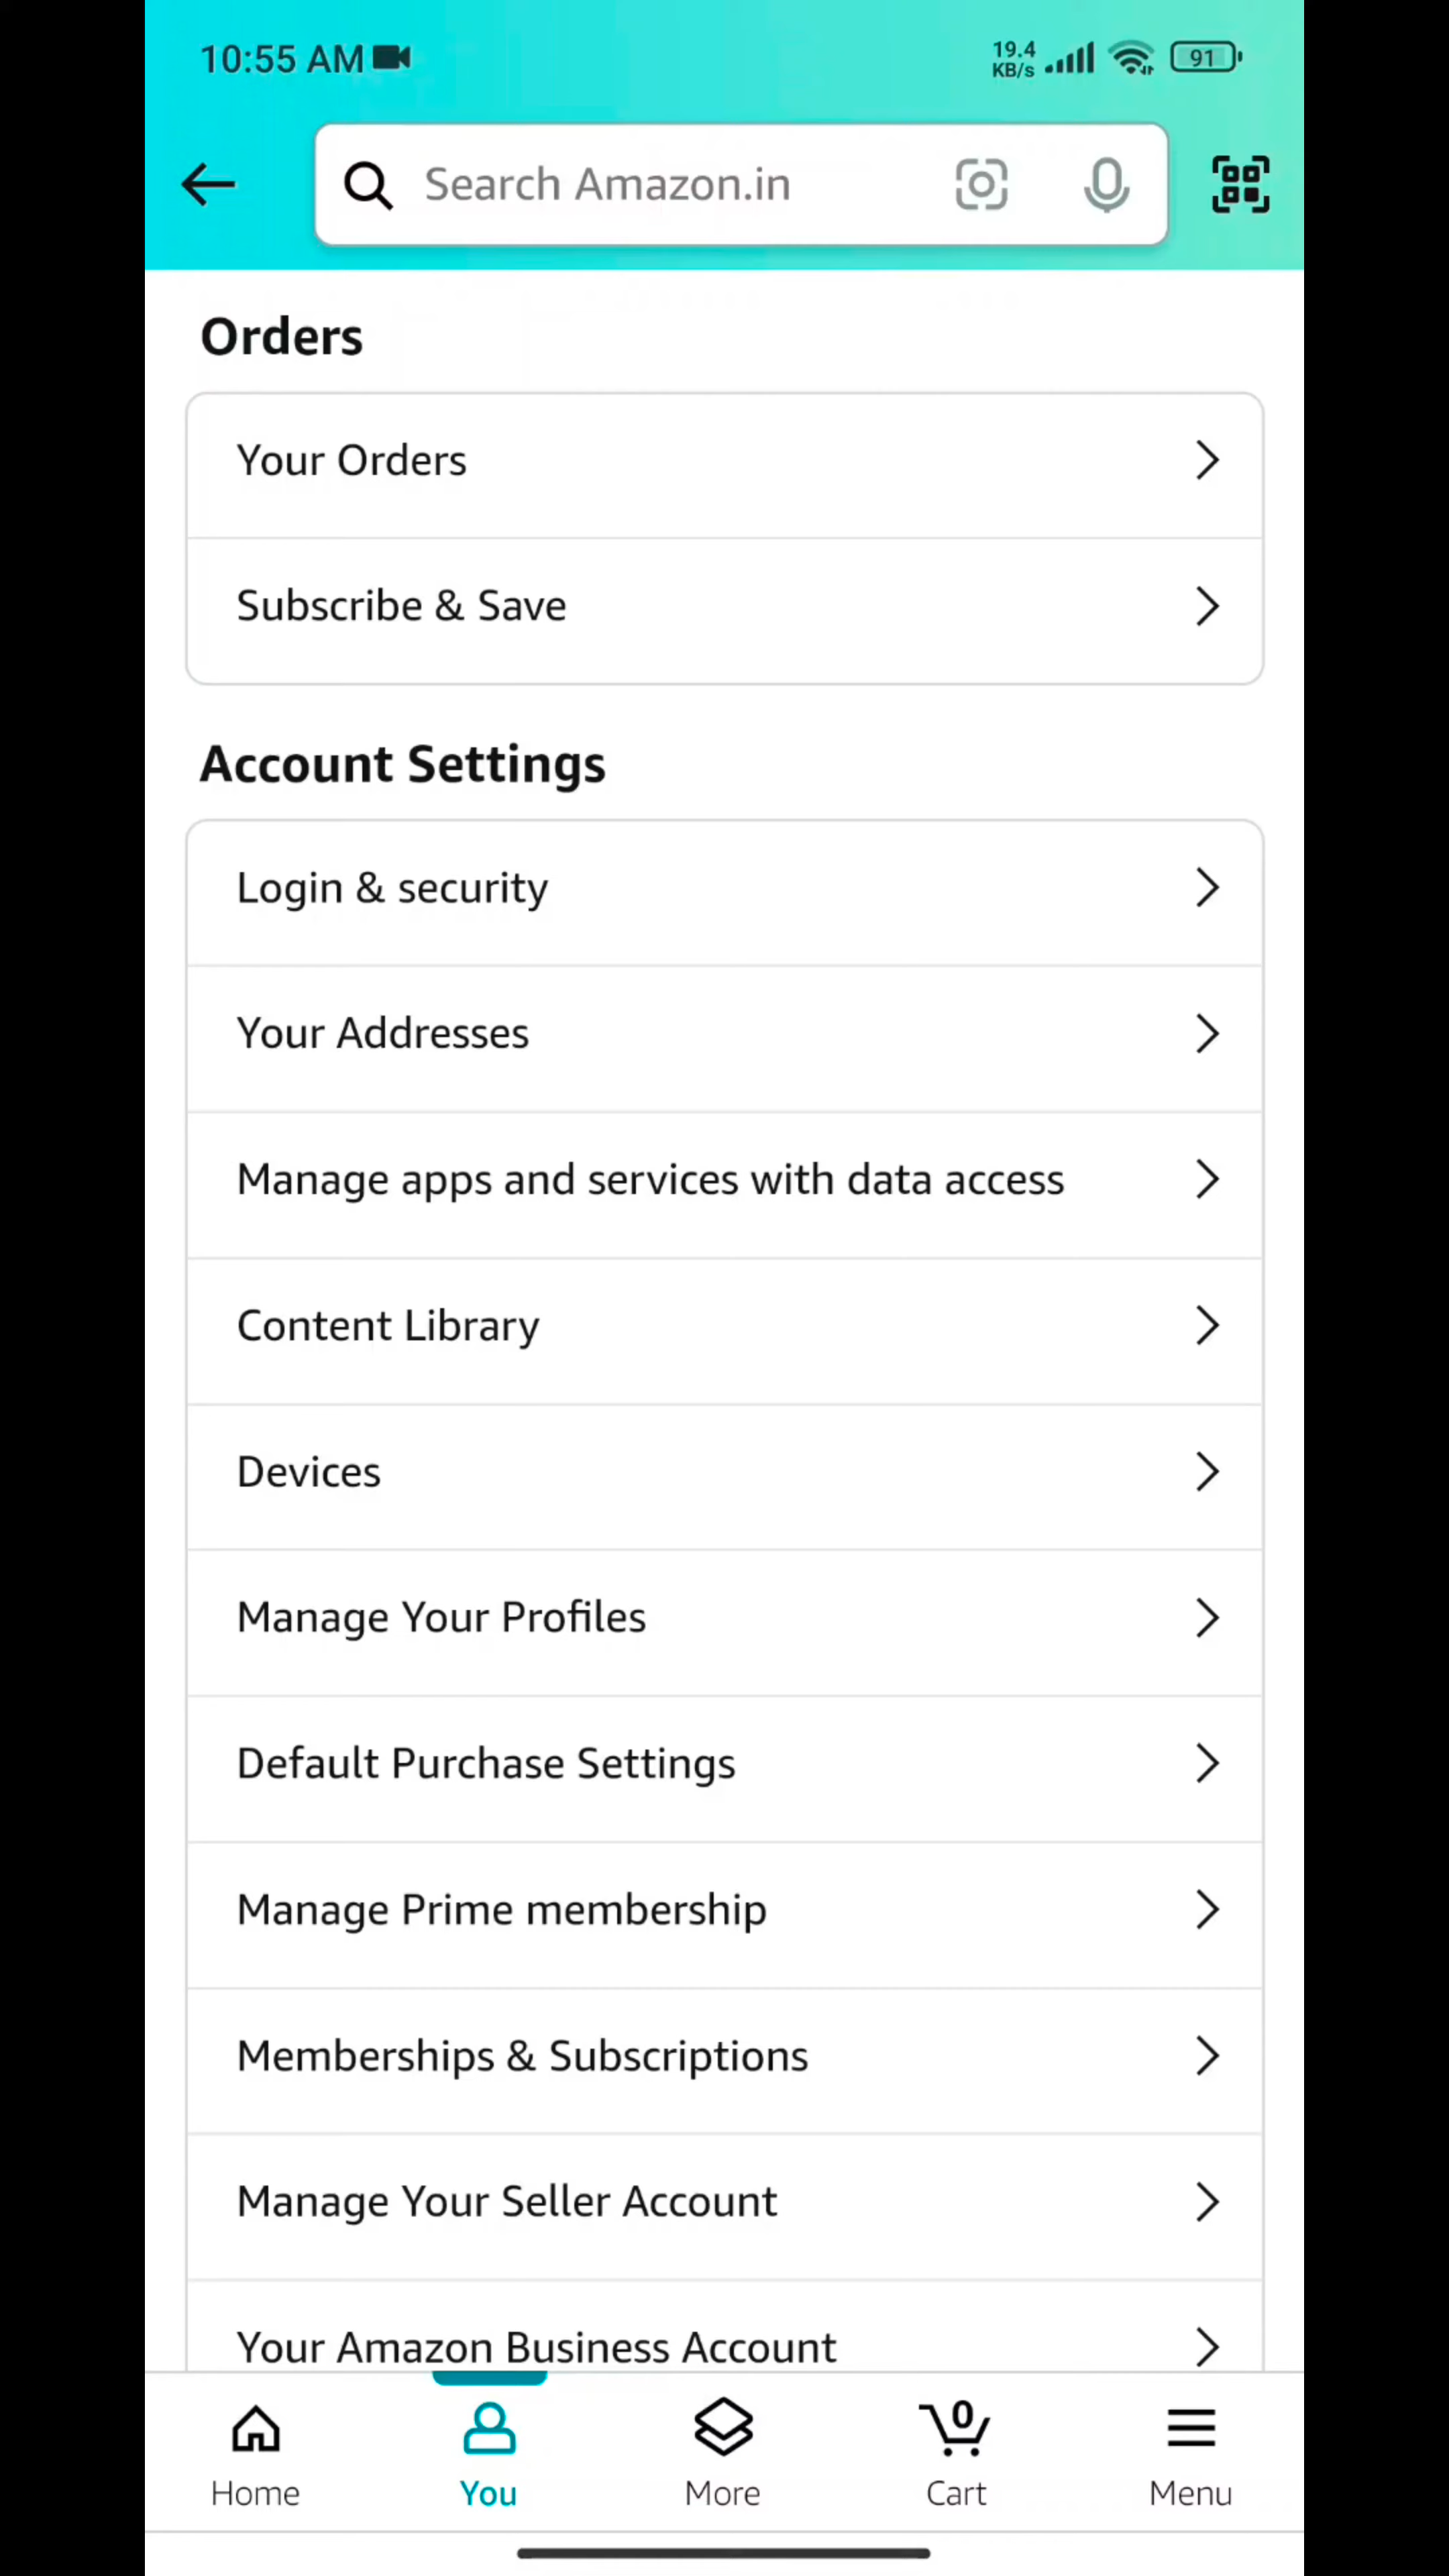 10:55 AM
19.4
KB/s
91
Search Amazon.in
Orders
Your Orders
Subscribe & Save
Account Settings
Login & security
Your Addresses
Manage apps and services with data access
Content Library
Devices
Manage Your Profiles
Default Purchase Settings
Manage Prime membership
Memberships & Subscriptions
Manage Your Seller Account
Your Amazon Business Account
0
Home
You
More
Cart
Menu